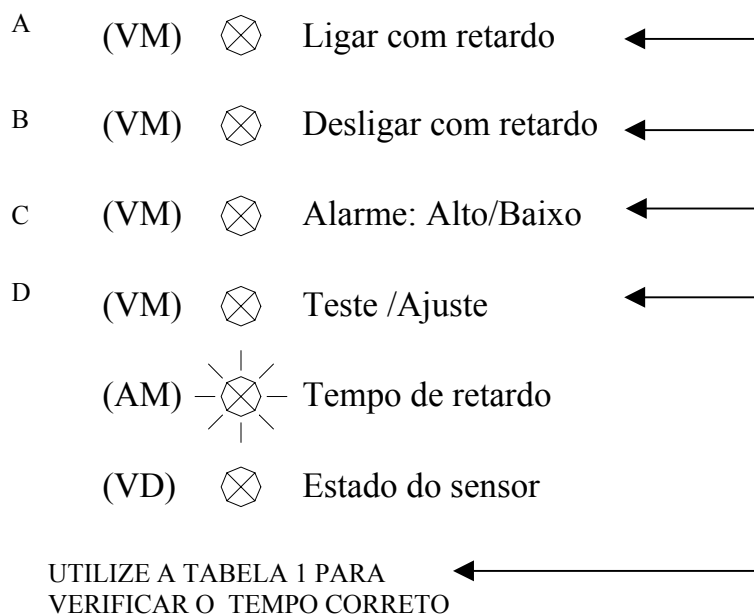 A (VM) Ligar com retardo
B (VM) Desligar com retardo
C (VM) Alarme: Alto/Baixo
D (VM) Teste /Ajuste
(AM) Tempo de retardo
(VD) Estado do sensor
UTILIZE A TABELA 1 PARA
VERIFICAR O TEMPO CORRETO